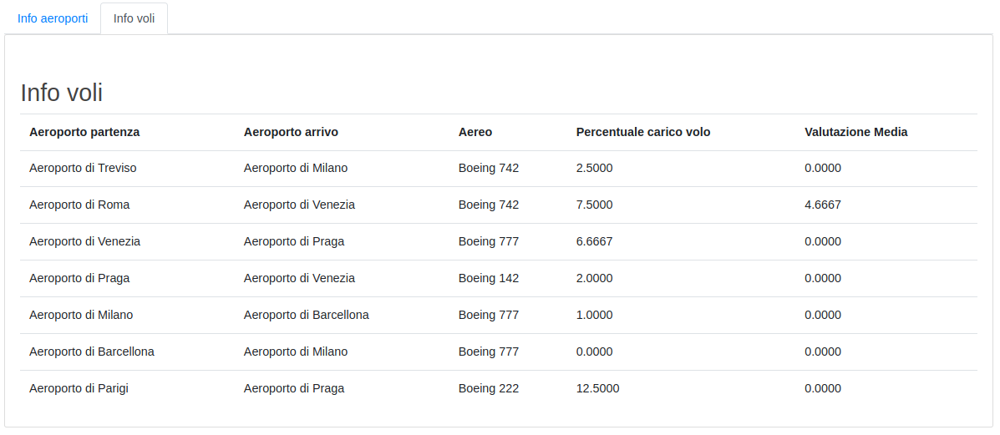 Info aeroporti Info voli
Info voli
Aeroporto partenza Aeroporto arrivo Aereo Percentuale carico volo Valutazione Media
Aeroporto di Treviso Aeroporto di Milano Boeing 742 2.5000 0.0000
Aeroporto di Roma Aeroporto di Venezia Boeing 742 7.5000 4.6667
Aeroporto di Venezia Aeroporto di Praga Boeing 777 6.6667 0.0000
Aeroporto di Praga Aeroporto di Venezia Boeing 142 2.0000 0.0000
Aeroporto di Milano Aeroporto di Barcellona Boeing 777 1.0000 0.0000
Aeroporto di Barcellona Aeroporto di Milano Boeing 777 0.0000 0.0000
Aeroporto di Parigi Aeroporto di Praga Boeing 222 12.5000 0.0000